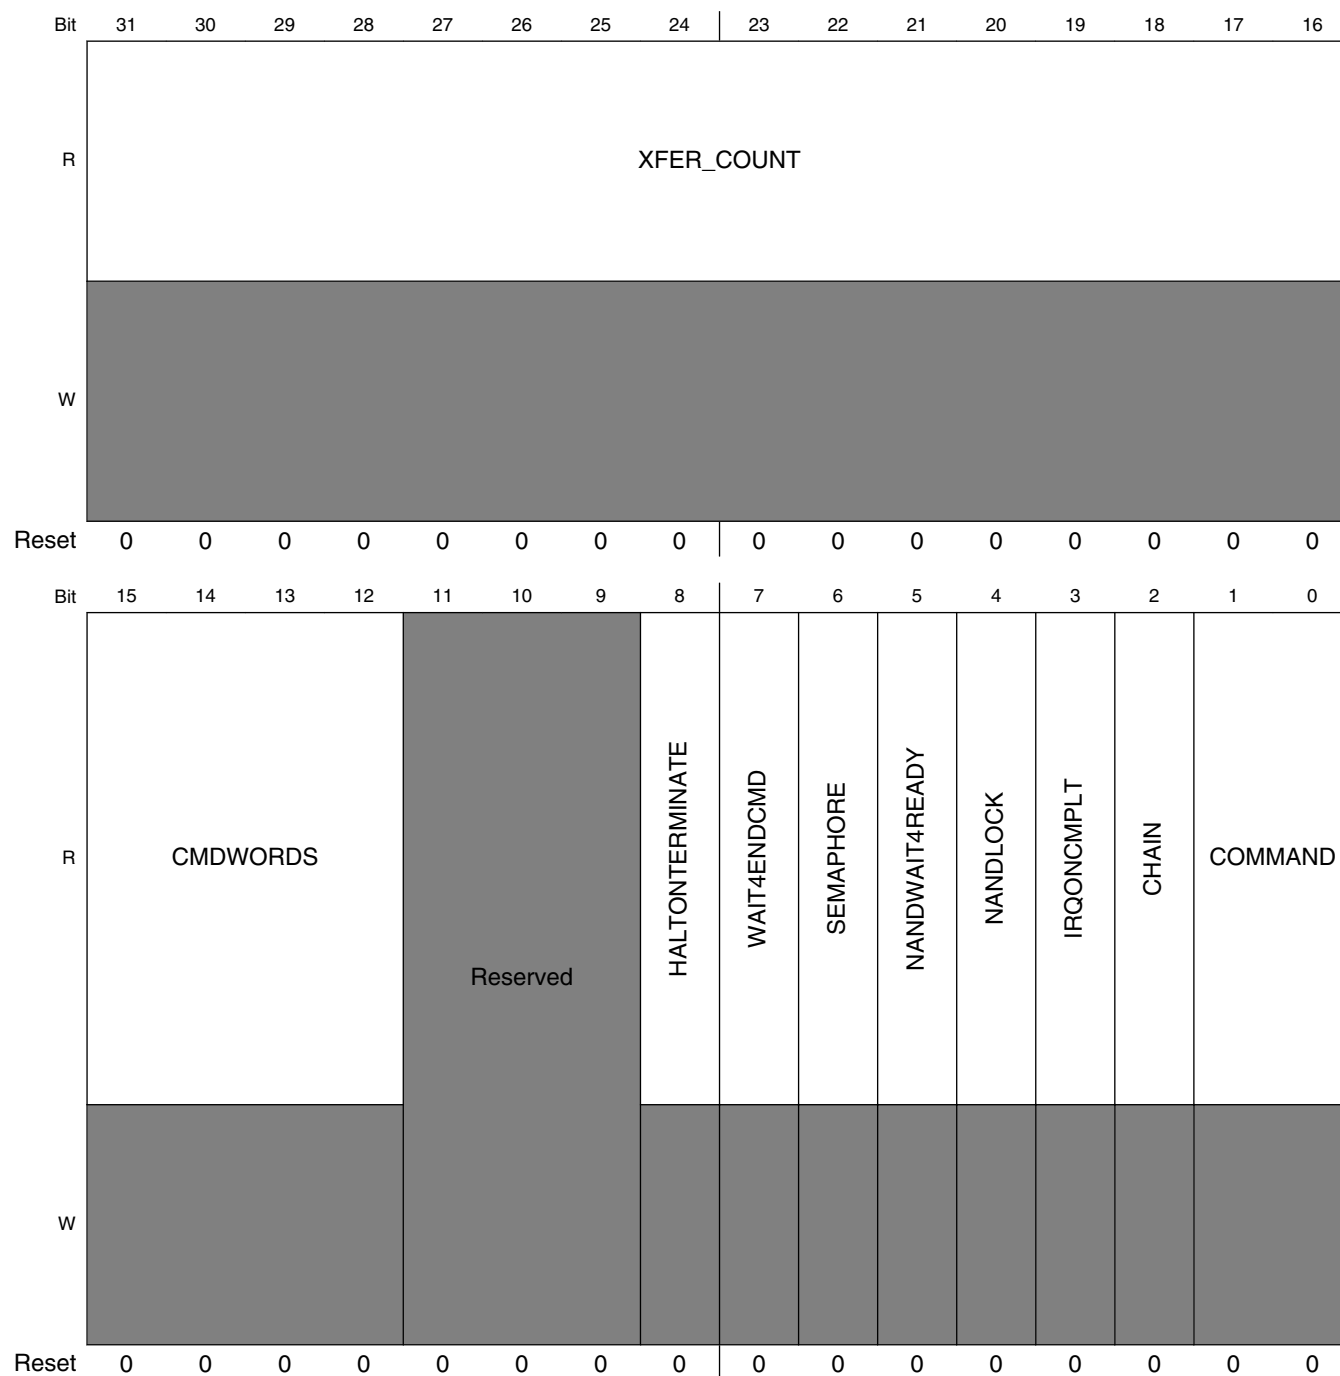 Bit 31 30 29 28 27 26 25 24 23 22 21 20 19 18 17 16
R XFER_COUNT
W
Reset 0 0 0 0 0 0 0 0 0 0 0 0 0 0 0 0
Bit 15 14 13 12 11 10 9 8 7 6 5 4 3 2 1 0
R CMDWORDS Reserved HALTONTERMINATE WAIT4ENDCMD SEMAPHORE NANDWAIT4READY NANDLOCK IRQONCMPLT CHAIN COMMAND
W
Reset 0 0 0 0 0 0 0 0 0 0 0 0 0 0 0 0